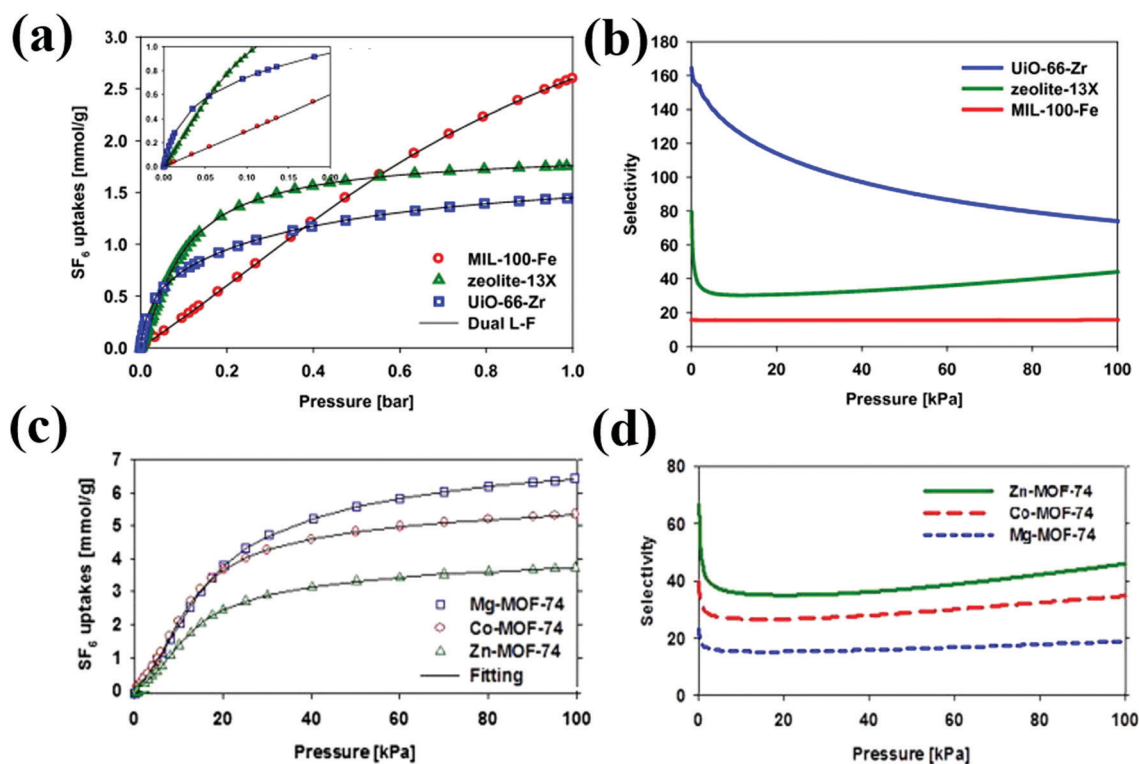 (a)
3.0
2.5
2.0
1.5
1.0
0.5
0.0
SF6 uptakes [mmol/g]
1.0
0.8
0.6
0.4
0.2
0.0
0.00 0.05 0.10 0.15 0.20
MIL-100-Fe
zeolite-13X
UiO-66-Zr
Dual L-F
0.0 0.2 0.4 0.6 0.8 1.0
Pressure [bar]
(b)
180
160
140
120
100
80
60
40
20
0
Selectivity
UiO-66-Zr
zeolite-13X
MIL-100-Fe
0 20 40 60 80 100
Pressure [kPa]
(c)
7
6
5
4
3
2
1
0
SF6 uptakes [mmol/g]
Mg-MOF-74
Co-MOF-74
Zn-MOF-74
Fitting
0 20 40 60 80 100
Pressure [kPa]
(d)
80
60
40
20
0
Selectivity
Zn-MOF-74
Co-MOF-74
Mg-MOF-74
0 20 40 60 80 100
Pressure [kPa]